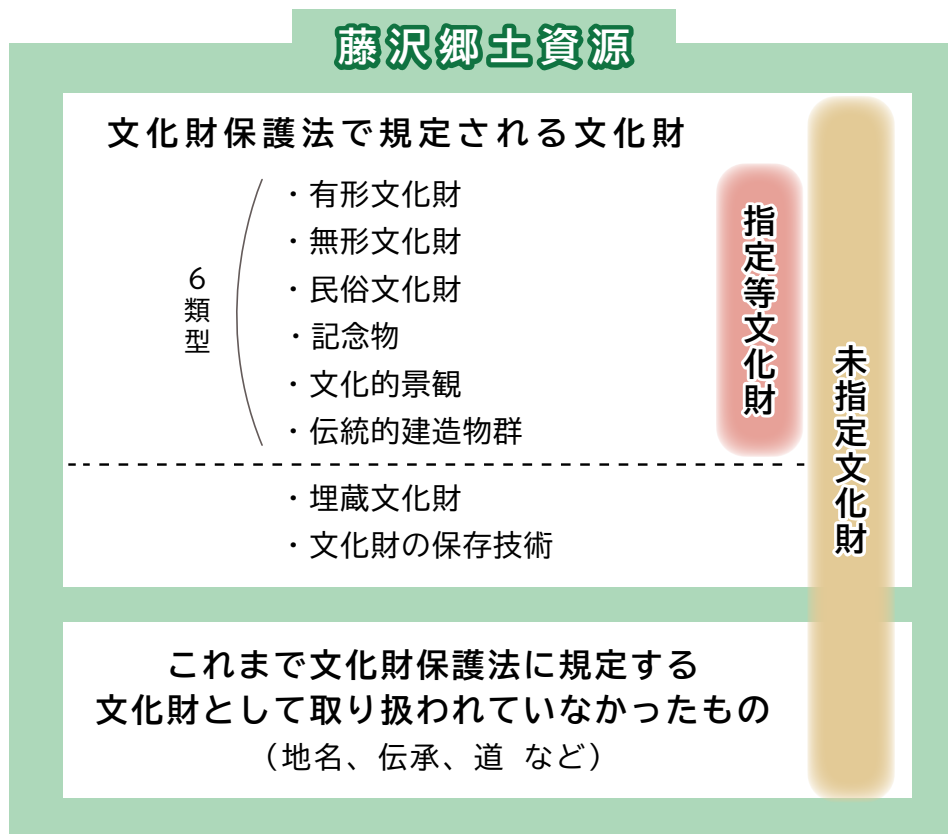 藤沢郷土資源
文化財保護法で規定される文化財
6類型
・有形文化財
・無形文化財
・民俗文化財
・記念物
・文化的景観
・伝統的建造物群
・埋蔵文化財
・文化財の保存技術
指定等文化財
未指定文化財
これまで文化財保護法に規定する
文化財として取り扱われていなかったもの
（地名、伝承、道 など）